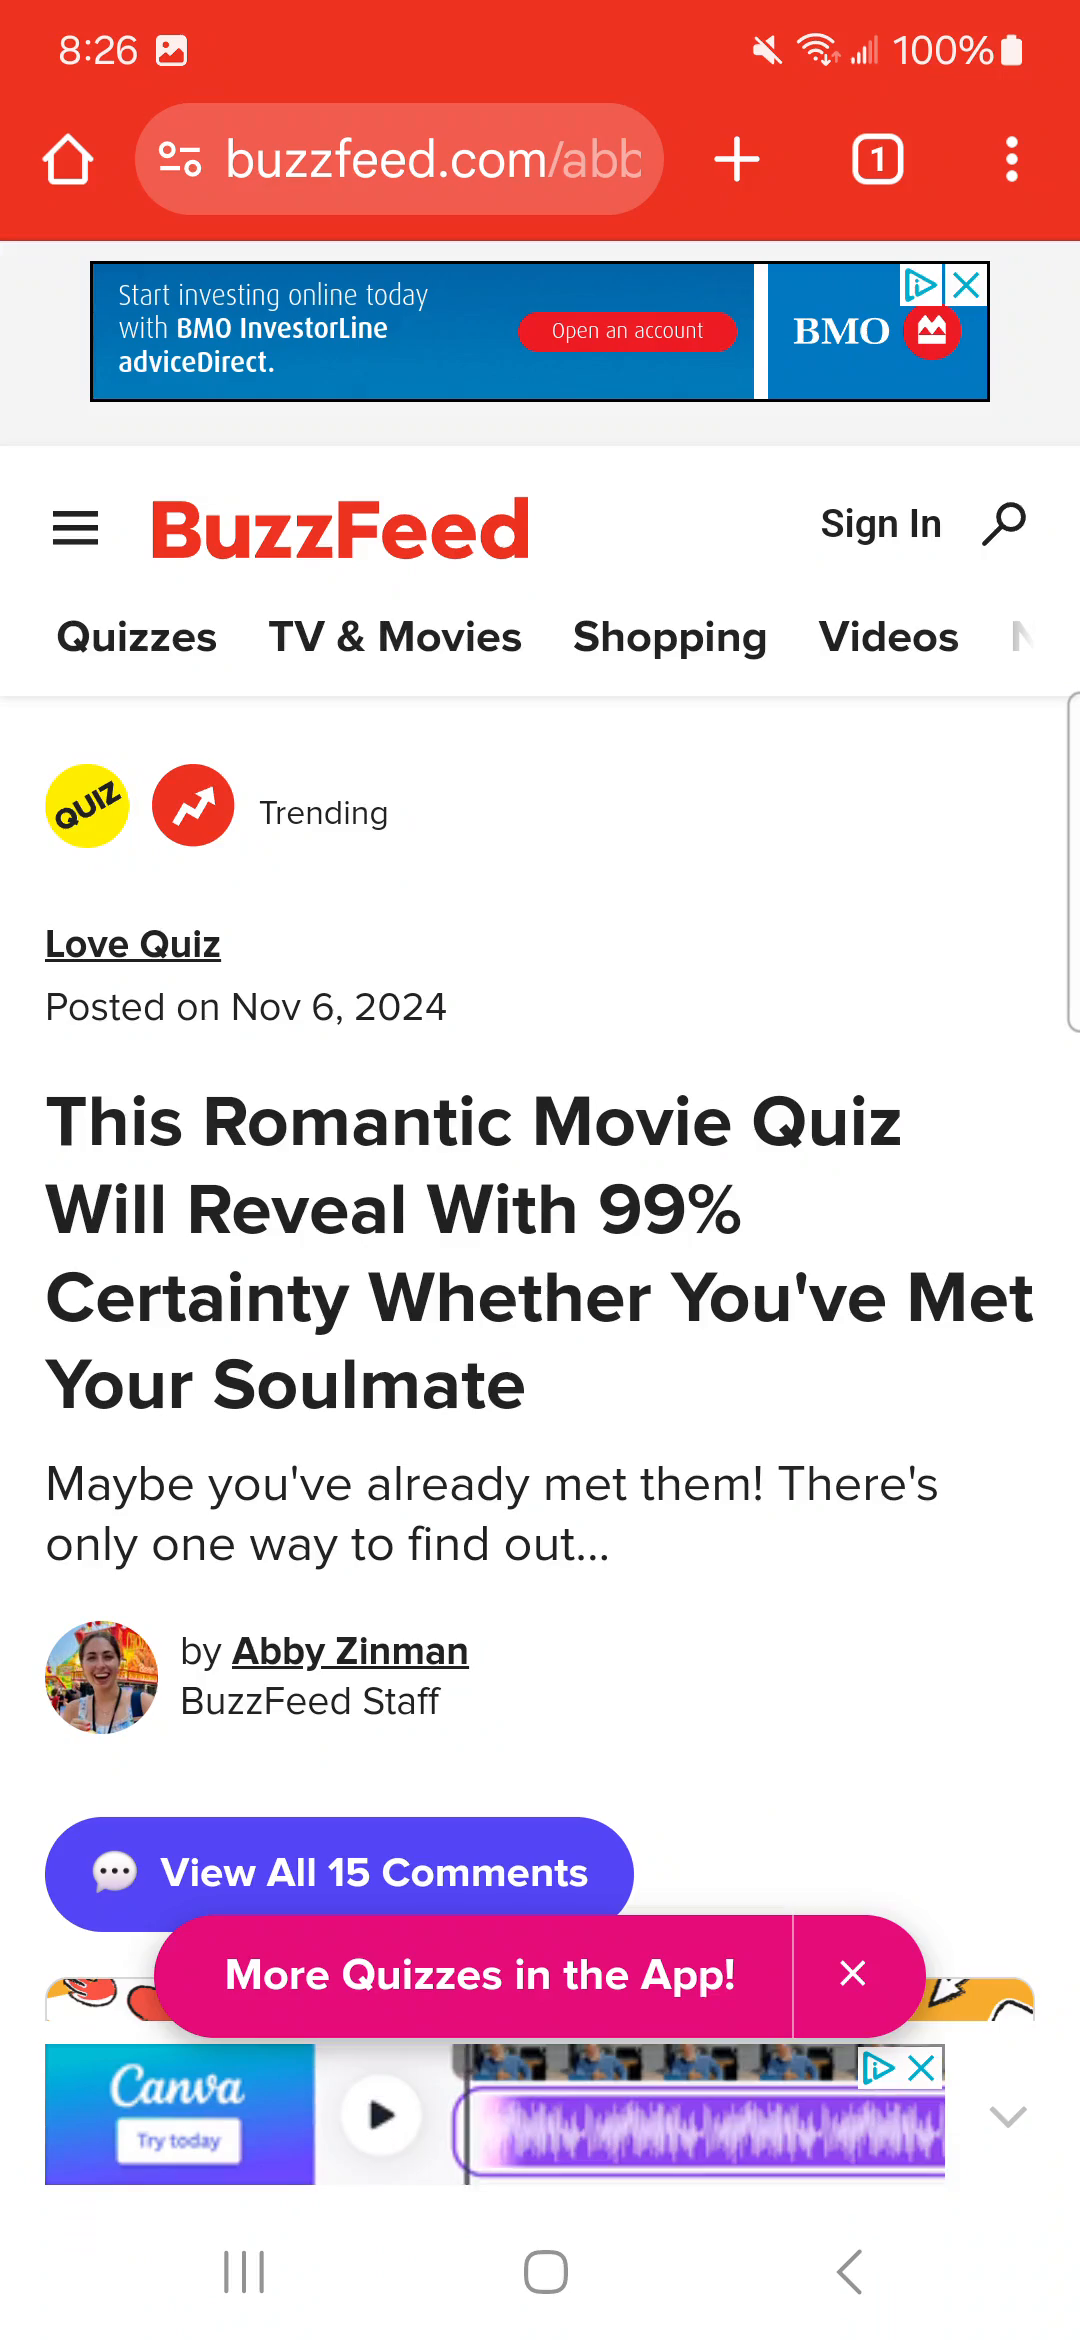 8:26
100%
buzzfeed.com/abb
1
Start investing online today
with BMO InvestorLine
adviceDirect.
Open an account
BMO
BuzzFeed
Sign In
Quizzes TV & Movies Shopping Videos
QUIZ
Trending
Love Quiz
Posted on Nov 6, 2024
This Romantic Movie Quiz
Will Reveal With 99%
Certainty Whether You've Met
Your Soulmate
Maybe you've already met them! There's
only one way to find out...
by Abby Zinman
BuzzFeed Staff
View All 15 Comments
More Quizzes in the App!
Canva
Try today